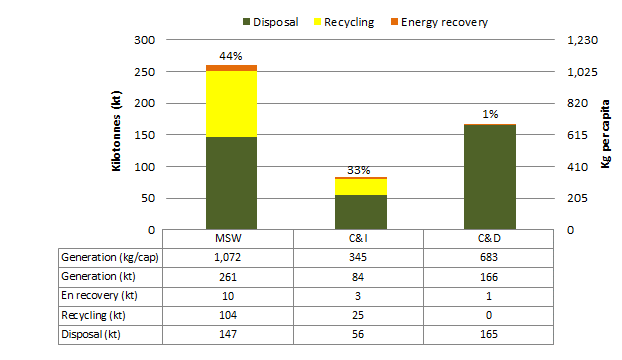 Disposal Recycling Energy recovery
300 1,230
44%
250 1,025
200 820
1%
150 615
33%
100 410
50 205
0 0
Kilotonnes (kt)
Kg per capita
MSW C&I C&D
Generation (kg/cap) 1,072 345 683
Generation (kt) 261 84 166
En recovery (kt) 10 3 1
Recycling (kt) 104 25 0
Disposal (kt) 147 56 165